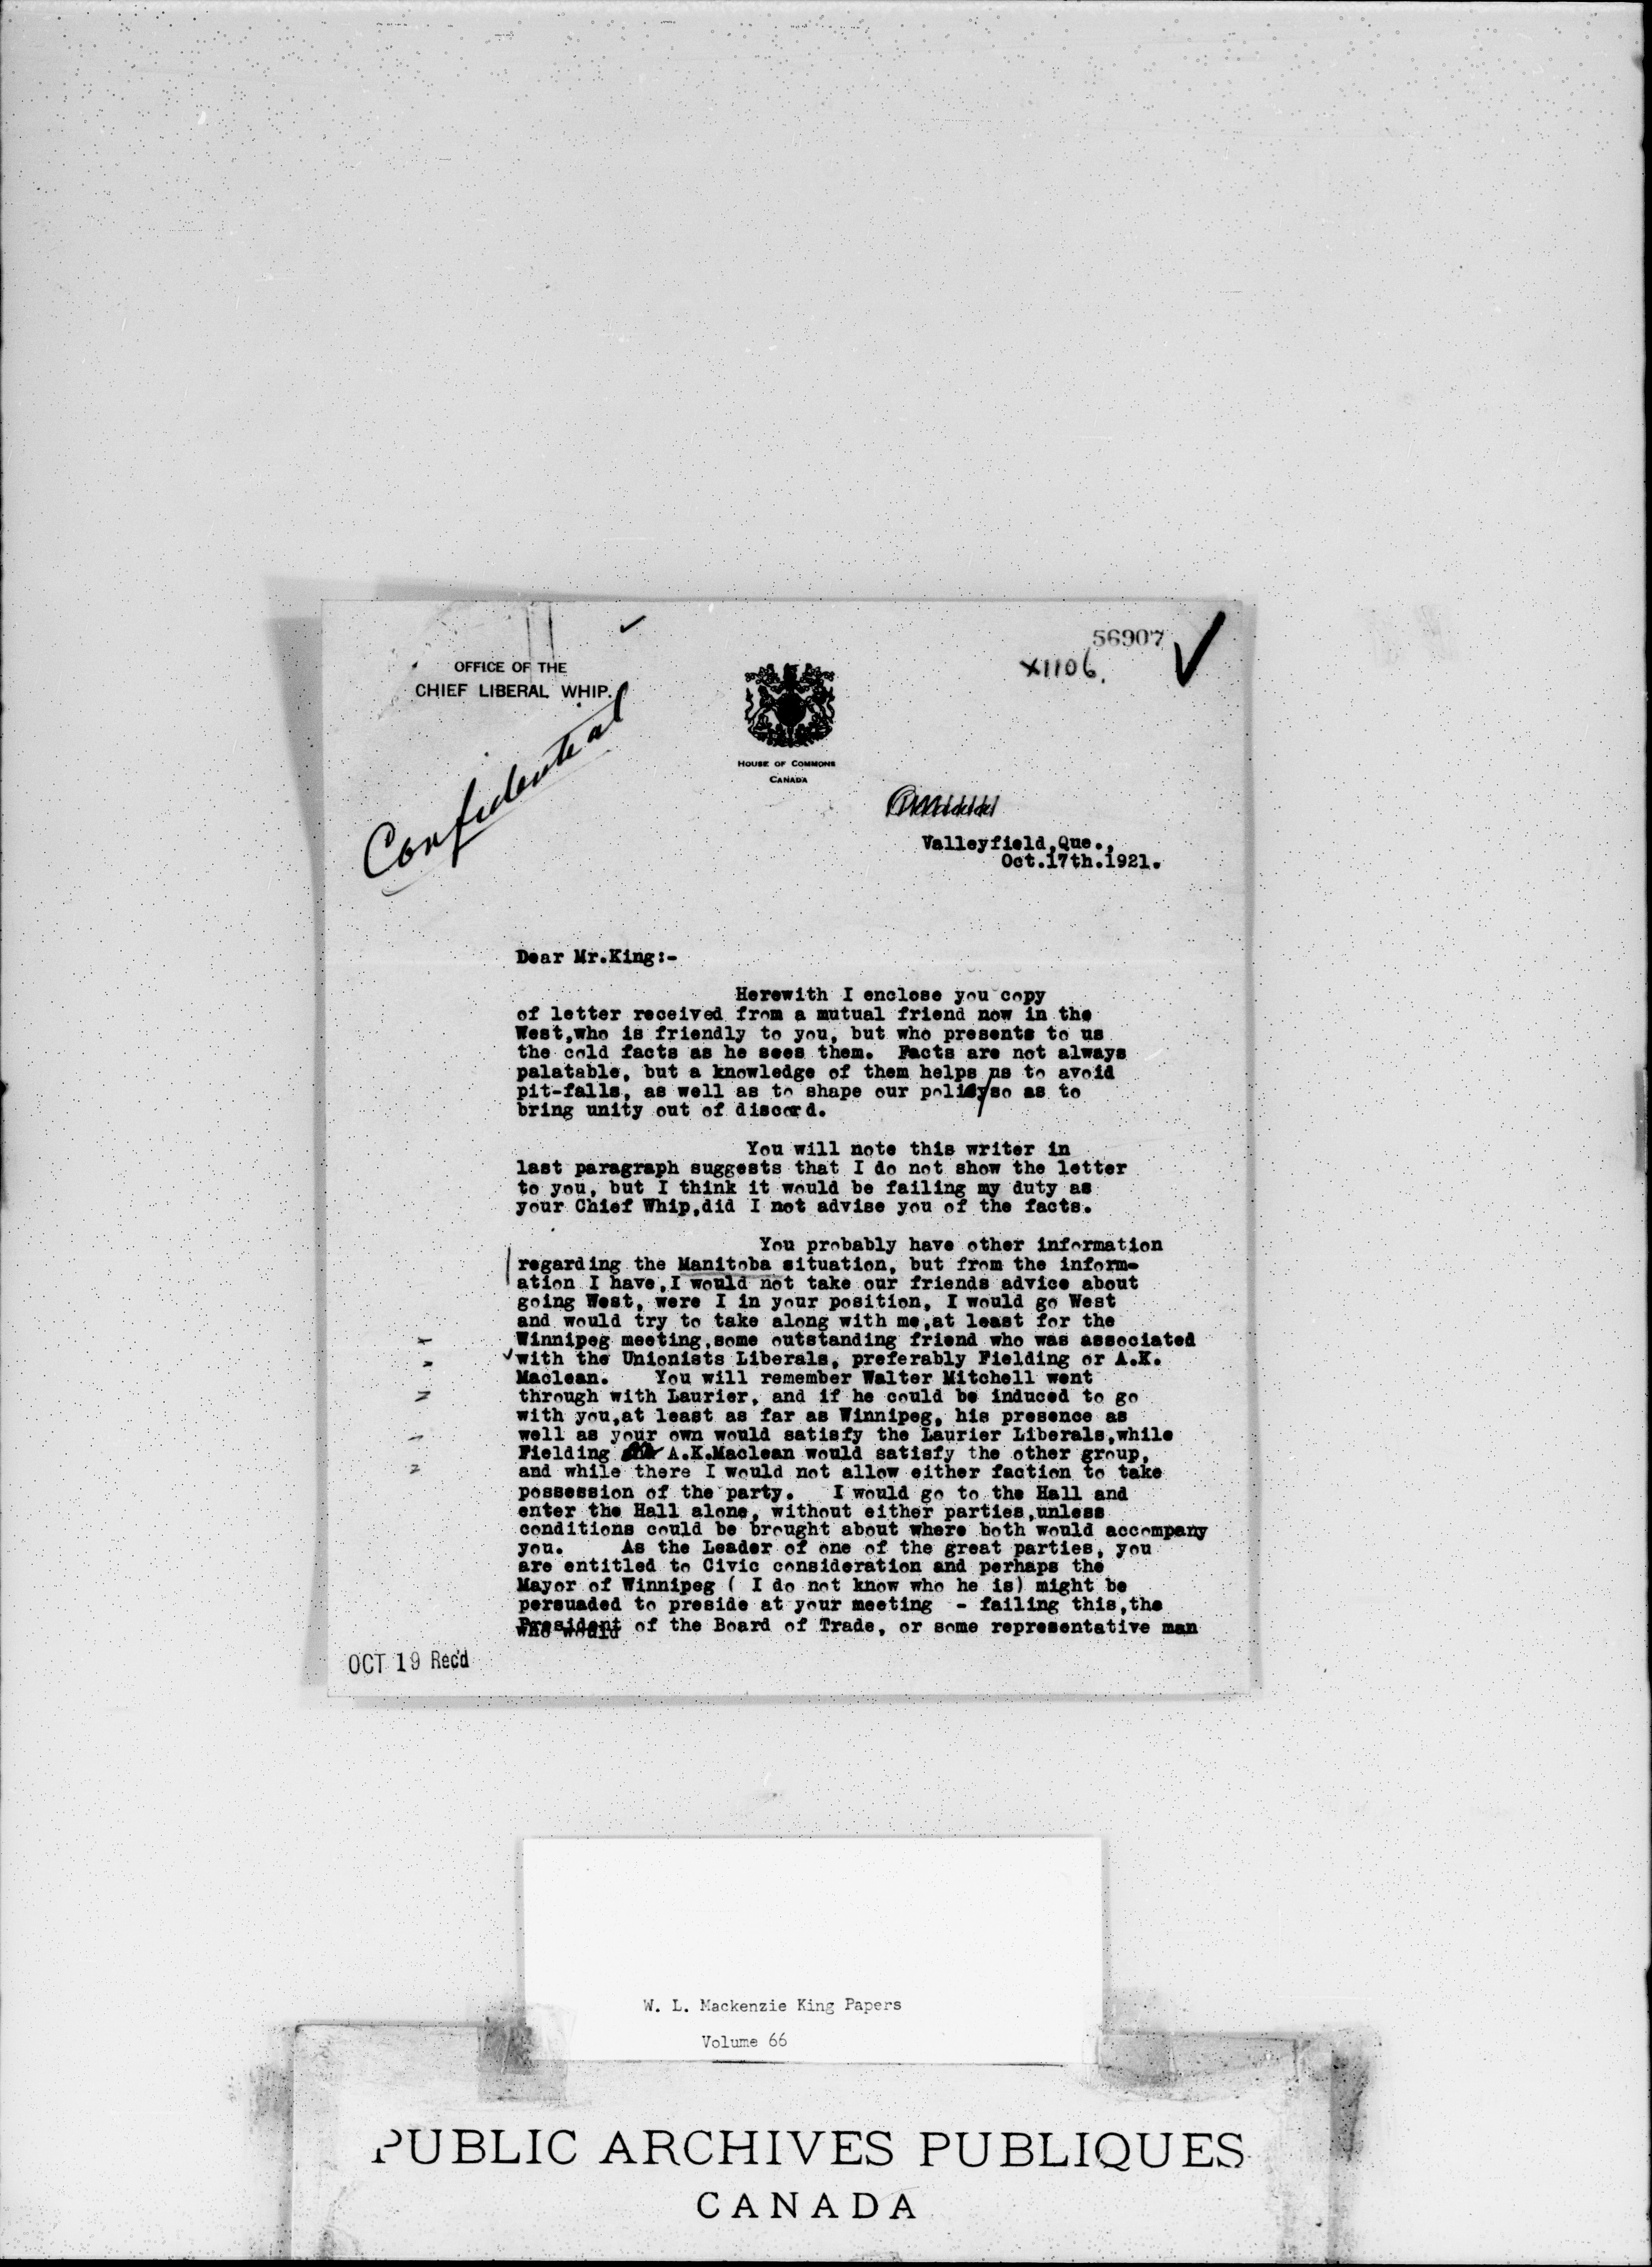 56907
X1106.
OFFICE OF THE
CHIEF LIBERAL WHIP.
Confidential
HOUSE OF COMMONS
CANADA
Valleyfield,Que.,
Oct.17th.1921.
Dear Mr.King:-
Herewith I enclose you copy
of letter received from a mutual friend now in the
West,who is friendly to you, but who presents to us
the cold facts as he sees them. Facts are not always
palatable, but a knowledge of them helps us to avoid
pit-falls, as well as to shape our policy/so as to
bring unity out of discord.
You will note this writer in
last paragraph suggests that I do not show the letter
to you, but I think it would be failing my duty as
your Chief Whip,did I not advise you of the facts.
You probably have other information
regarding the Manitoba situation, but from the inform-
ation I have,I would not take our friends advice about
going West, were I in your position, I would go West
and would try to take along with me,at least for the
Winnipeg meeting,some outstanding friend who was associated
with the Unionists Liberals, preferably Fielding or A.K.
Maclean. You will remember Walter Mitchell went
through with Laurier, and if he could be induced to go
with you,at least as far as Winnipeg, his presence as
well as your own would satisfy the Laurier Liberals,while
Fielding A.K.Maclean would satisfy the other group,
and while there I would not allow either faction to take
possession of the party. I would go to the Hall and
enter the Hall alone, without either parties,unless
conditions could be brought about where both would accompany
you. As the Leader of one of the great parties, you
are entitled to Civic consideration and perhaps the
Mayor of Winnipeg ( I do not know who he is) might be
persuaded to preside at your meeting - failing this,the
President of the Board of Trade, or some representative man
who would
OCT 19 Rec'd
W. L. Mackenzie King Papers
Volume 66
PUBLIC ARCHIVES PUBLIQUES
CANADA